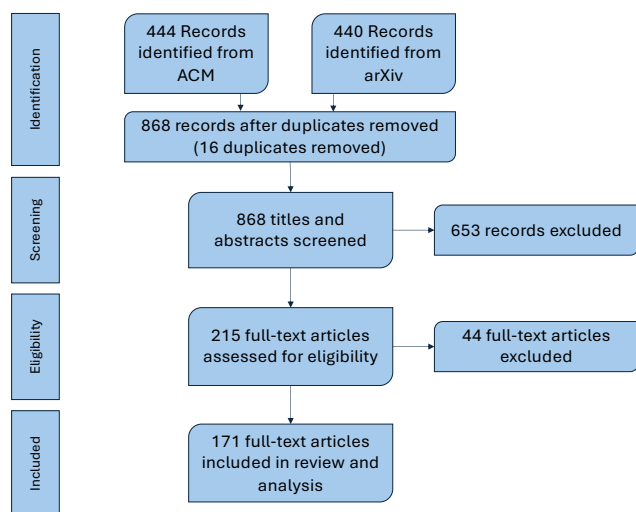 Identification
444 Records
identified from
ACM
440 Records
identified from
arXiv
868 records after duplicates removed
(16 duplicates removed)
Screening
868 titles and
abstracts screened
653 records excluded
Eligibility
215 full-text articles
assessed for eligibility
44 full-text articles
excluded
Included
171 full-text articles
included in review and
analysis